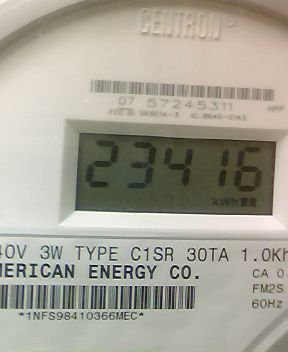 CENTRON®
07 57245311
23416
kWh
40V 3W TYPE C1SR 30TA 1.0Kh
MERICAN ENERGY CO.
CA 0.
FM2S
60Hz
*1NFS98410366MEC*